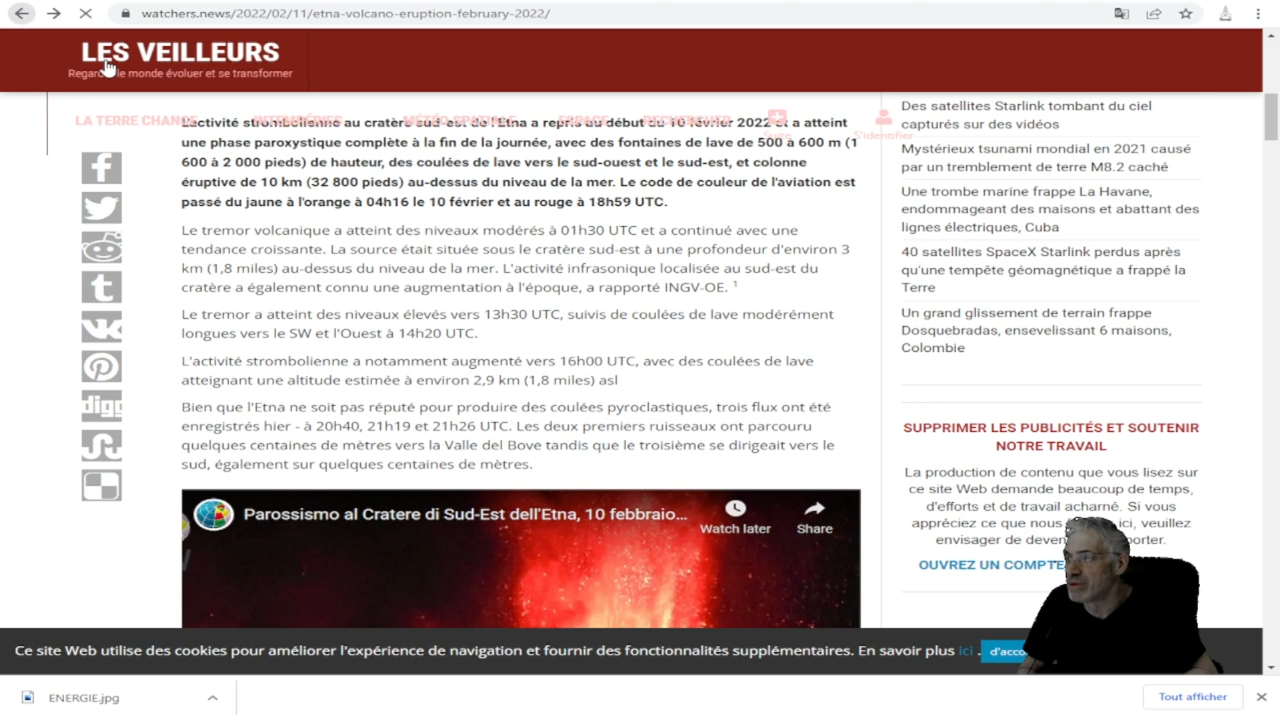 watchers.news/2022/02/11/etna-volcano-eruption-february-2022/
LES VEILLEURS
Regarde le monde évoluer et se transformer
LA TERRE CHANGE
MÉTÉO SPATIALE
ESPACE
RECHERCHER
Suite
S'identifier
L'activité strombolienne au cratère sud-est de l'Etna a repris au début du 10 février 2022 et a atteint
une phase paroxystique complète à la fin de la journée, avec des fontaines de lave de 500 à 600 m (1
600 à 2 000 pieds) de hauteur, des coulées de lave vers le sud-ouest et le sud-est, et colonne
éruptive de 10 km (32 800 pieds) au-dessus du niveau de la mer. Le code de couleur de l'aviation est
passé du jaune à l'orange à 04h16 le 10 février et au rouge à 18h59 UTC.
Le tremor volcanique a atteint des niveaux modérés à 01h30 UTC et a continué avec une
tendance croissante. La source était située sous le cratère sud-est à une profondeur d'environ 3
km (1,8 miles) au-dessus du niveau de la mer. L'activité infrasonique localisée au sud-est du
cratère a également connu une augmentation à l'époque, a rapporté INGV-OE. 1
Le tremor a atteint des niveaux élevés vers 13h30 UTC, suivis de coulées de lave modérément
longues vers le SW et l'Ouest à 14h20 UTC.
L'activité strombolienne a notamment augmenté vers 16h00 UTC, avec des coulées de lave
atteignant une altitude estimée à environ 2,9 km (1,8 miles) asl
Bien que l'Etna ne soit pas réputé pour produire des coulées pyroclastiques, trois flux ont été
enregistrés hier - à 20h40, 21h19 et 21h26 UTC. Les deux premiers ruisseaux ont parcouru
quelques centaines de mètres vers la Valle del Bove tandis que le troisième se dirigeait vers le
sud, également sur quelques centaines de mètres.
digg
Parossismo al Cratere di Sud-Est dell'Etna, 10 febbraio...
Watch later
Share
Des satellites Starlink tombant du ciel
capturés sur des vidéos
Mystérieux tsunami mondial en 2021 causé
par un tremblement de terre M8.2 caché
Une trombe marine frappe La Havane,
endommageant des maisons et abattant des
lignes électriques, Cuba
40 satellites SpaceX Starlink perdus après
qu'une tempête géomagnétique a frappé la
Terre
Un grand glissement de terrain frappe
Dosquebradas, ensevelissant 6 maisons,
Colombie
SUPPRIMER LES PUBLICITÉS ET SOUTENIR
NOTRE TRAVAIL
La production de contenu que vous lisez sur
ce site Web demande beaucoup de temps,
d'efforts et de travail acharné. Si vous
appréciez ce que nous ici, veuillez
envisager de
OUVREZ UN COMPTE
Ce site Web utilise des cookies pour améliorer l'expérience de navigation et fournir des fonctionnalités supplémentaires. En savoir plus ici .
d'acco
ENERGIE.jpg
Tout afficher